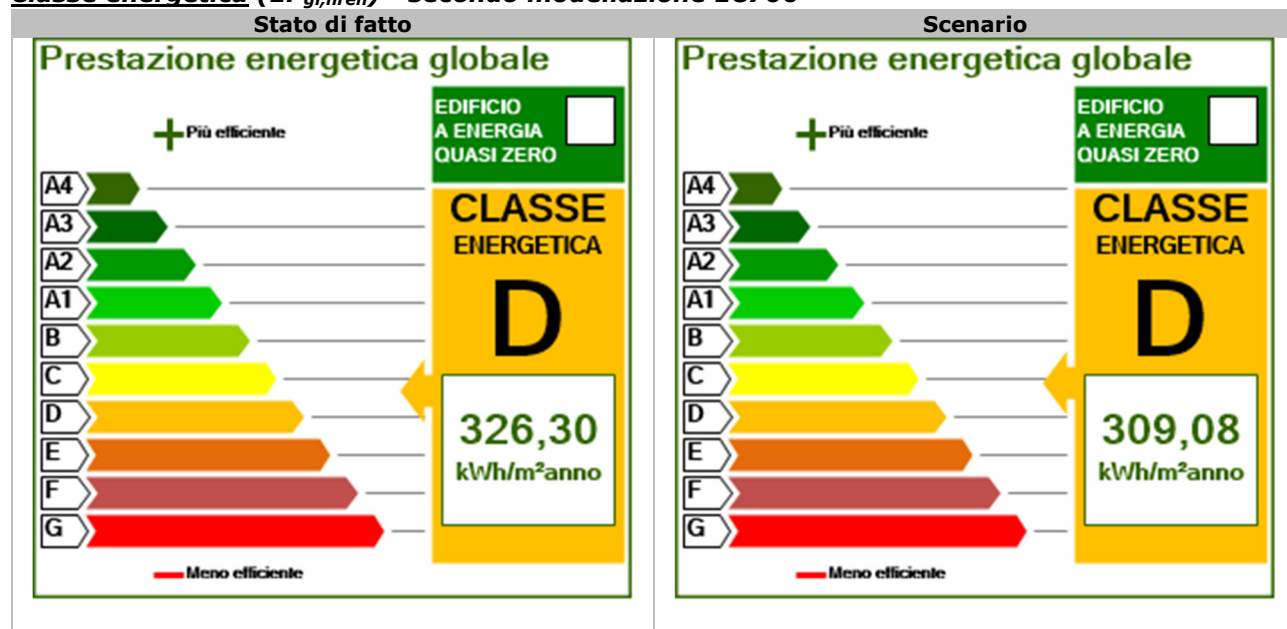 Stato di fatto
Scenario
Prestazione energetica globale
EDIFICIO
A ENERGIA
QUASI ZERO
Più efficiente
A4
A3
A2
A1
B
C
D
E
F
G
CLASSE
ENERGETICA
D
326,30
kWh/m²anno
Meno efficiente
Prestazione energetica globale
EDIFICIO
A ENERGIA
QUASI ZERO
Più efficiente
A4
A3
A2
A1
B
C
D
E
F
G
CLASSE
ENERGETICA
D
309,08
kWh/m²anno
Meno efficiente